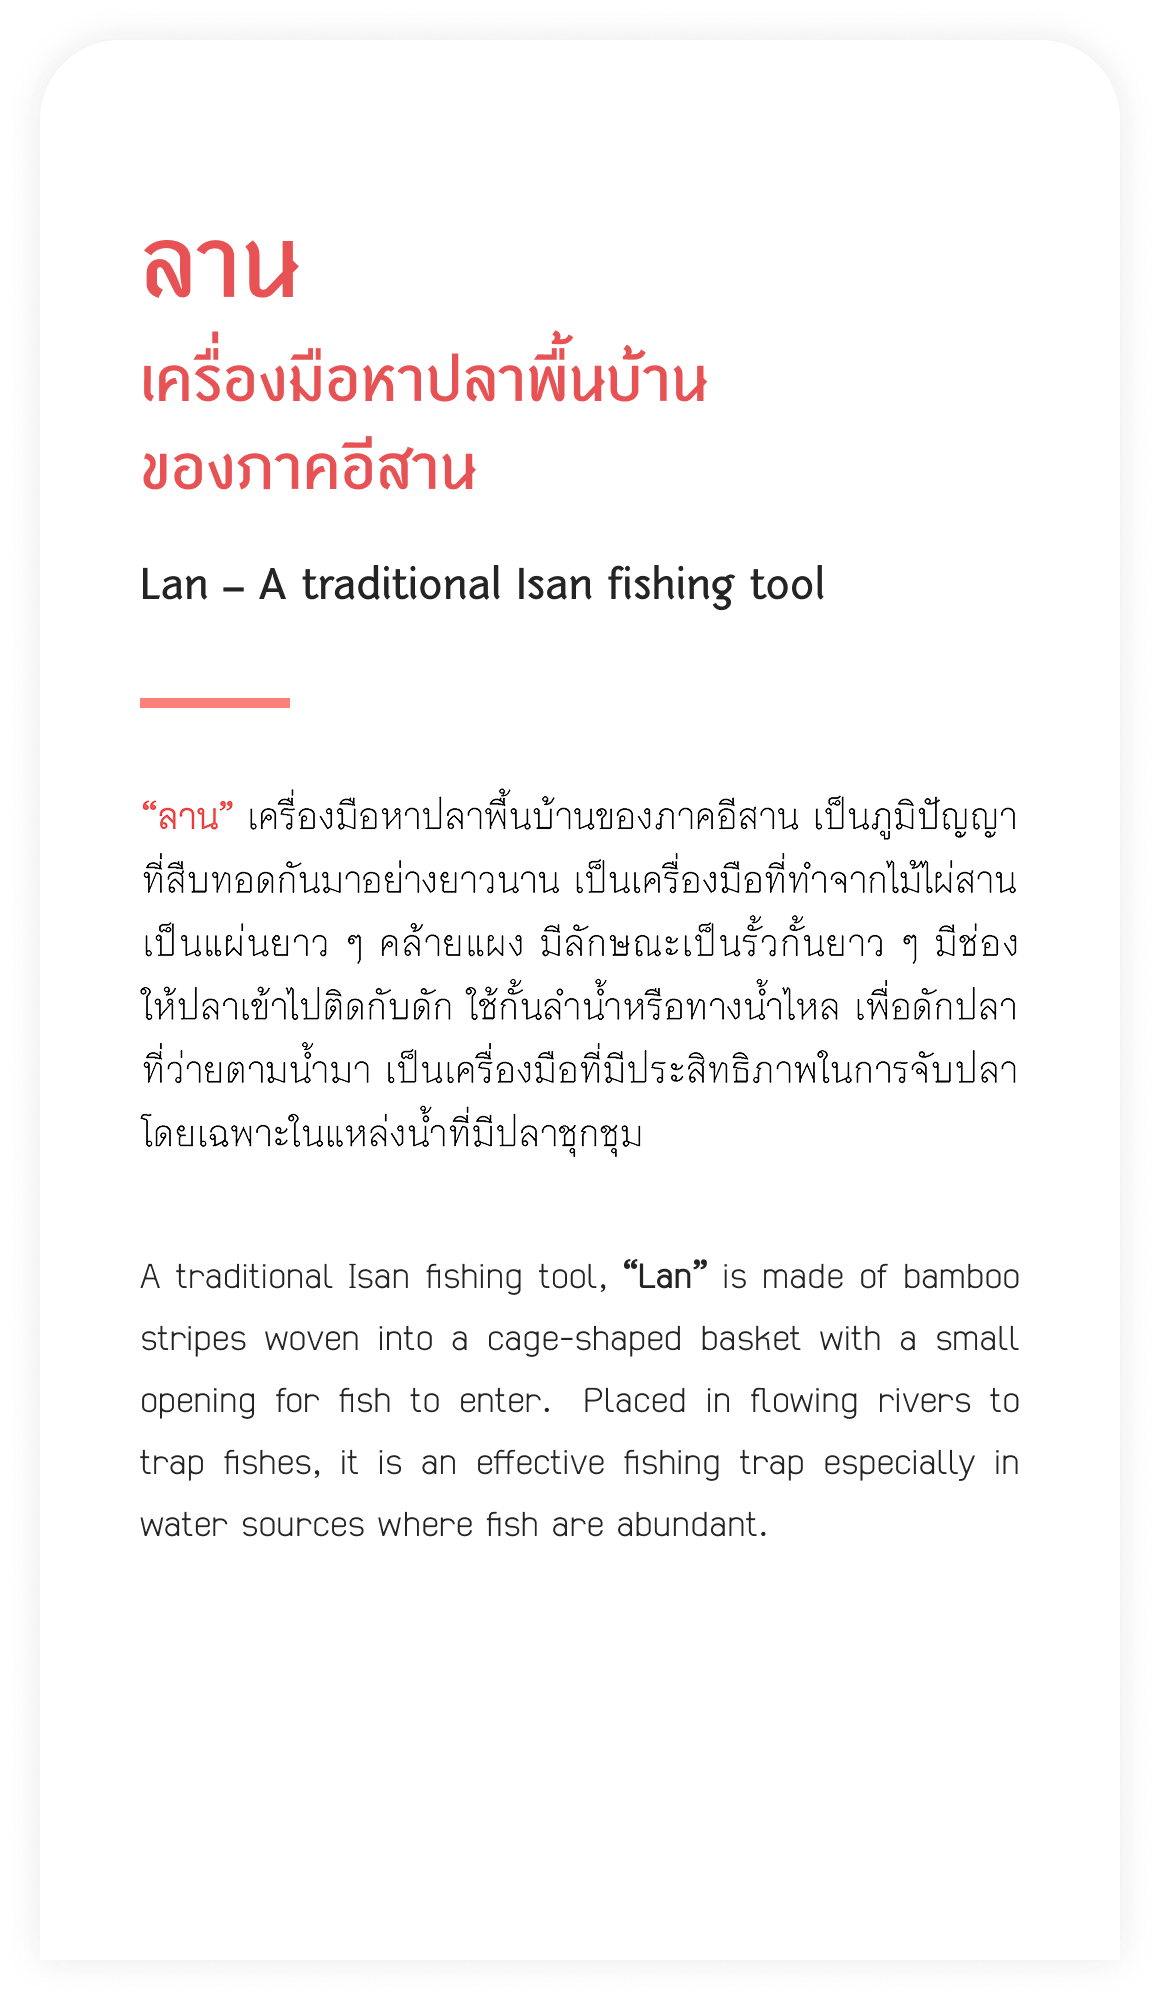 ลาน
เครื่องมือหาปลาพื้นบ้าน
ของภาคอีสาน
Lan – A traditional Isan fishing tool
“ลาน” เครื่องมือหาปลาพื้นบ้านของภาคอีสาน เป็นภูมิปัญญา
ที่สืบทอดกันมาอย่างยาวนาน เป็นเครื่องมือที่ทำจากไม้ไผ่สาน
เป็นแผ่นยาว ๆ คล้ายแผง มีลักษณะเป็นรั้วกั้นยาว ๆ มีช่อง
ให้ปลาเข้าไปติดกับดัก ใช้กั้นลำน้ำหรือทางน้ำไหล เพื่อดักปลา
ที่ว่ายตามน้ำมา เป็นเครื่องมือที่มีประสิทธิภาพในการจับปลา
โดยเฉพาะในแหล่งน้ำที่มีปลาชุกชุม
A traditional Isan fishing tool, “Lan” is made of bamboo
stripes woven into a cage-shaped basket with a small
opening for fish to enter. Placed in flowing rivers to
trap fishes, it is an effective fishing trap especially in
water sources where fish are abundant.